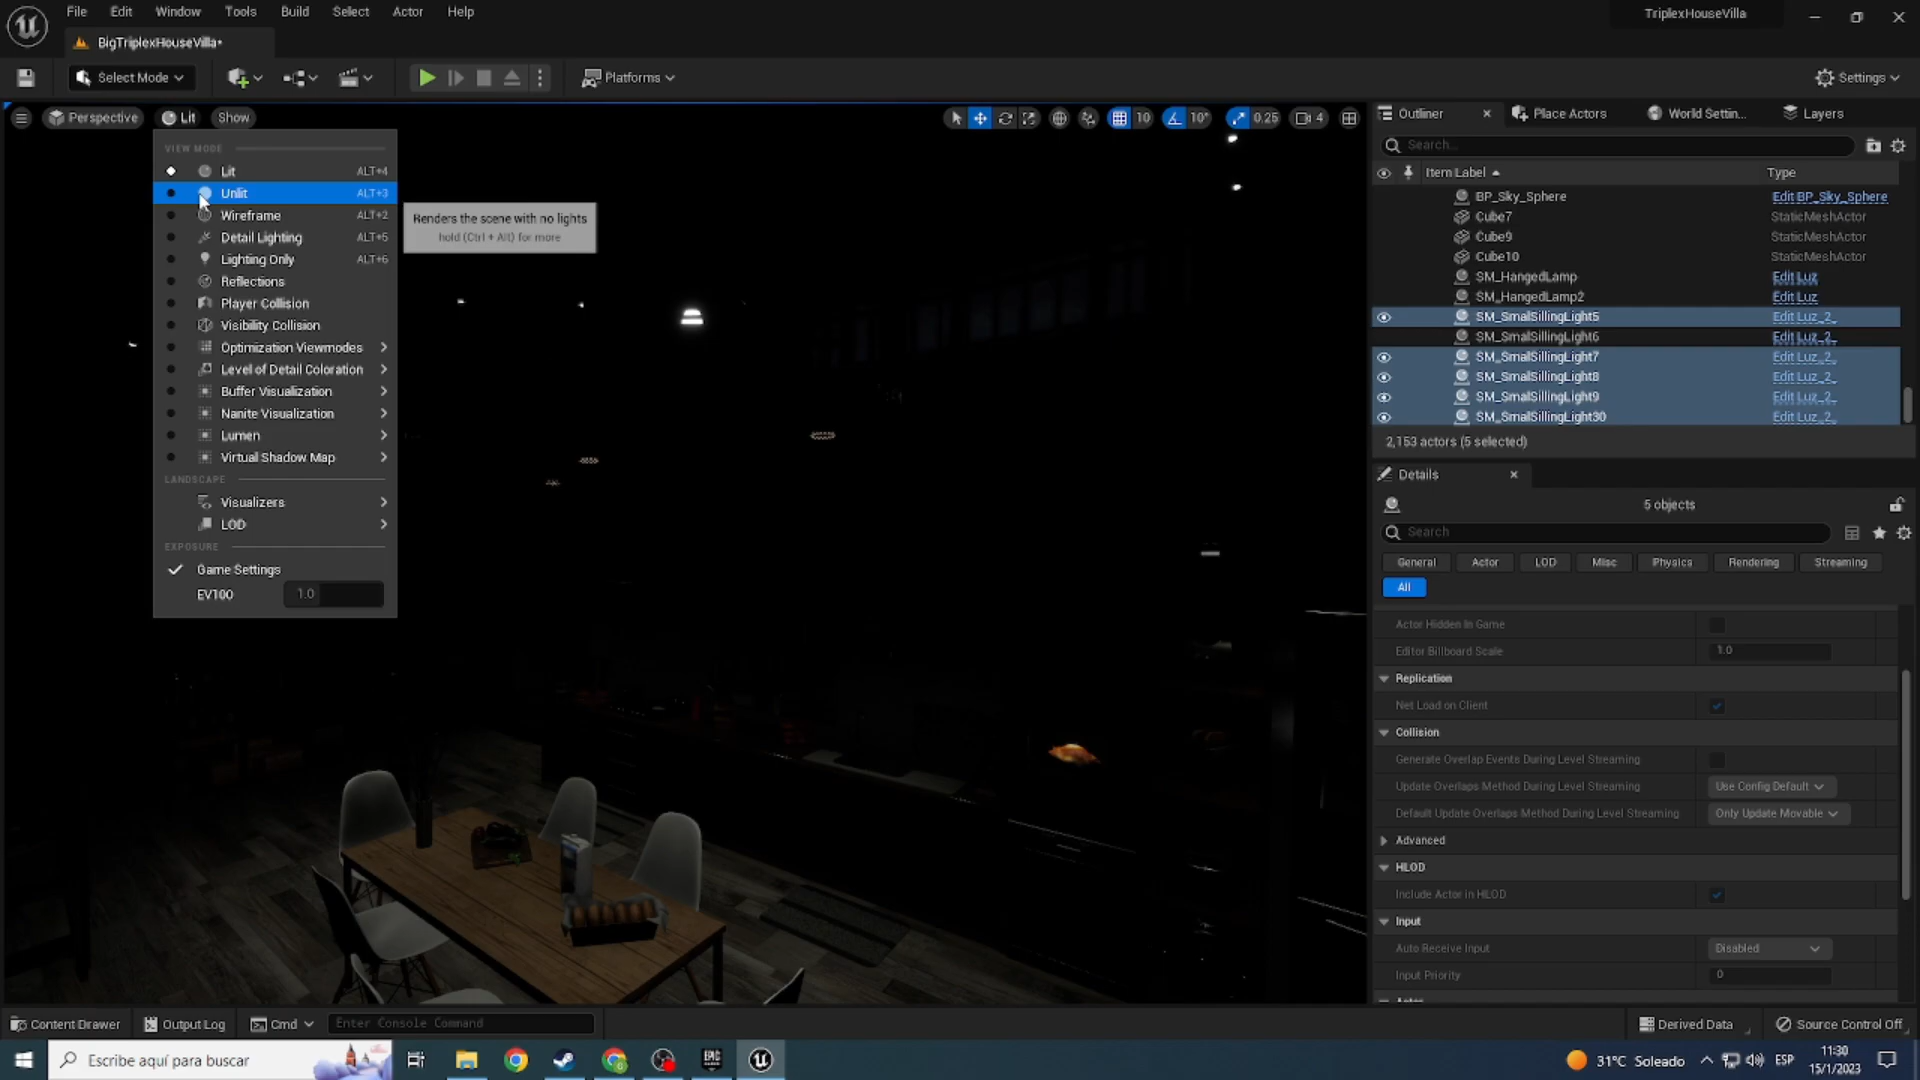 File Edit Window Tools Build Select Actor Help
TriplexHouseVilla
BigTriplexHouseVilla*
Select Mode
Platforms
Settings
Perspective Lit Show
10 10° 0.25 4
VIEW MODE
Lit ALT+4
Unlit ALT+3
Wireframe ALT+2
Detail Lighting ALT+5
Lighting Only ALT+6
Reflections
Player Collision
Visibility Collision
Optimization Viewmodes
Level of Detail Coloration
Buffer Visualization
Nanite Visualization
Lumen
Virtual Shadow Map
LANDSCAPE
Visualizers
LOD
EXPOSURE
Game Settings
EV100 1.0
Renders the scene with no lights
hold (Ctrl + Alt) for more
Outliner Place Actors World Settin... Layers
Search...
Item Label Type
BP_Sky_Sphere Edit BP_Sky_Sphere
Cube7 StaticMeshActor
Cube9 StaticMeshActor
Cube10 StaticMeshActor
SM_HangedLamp Edit Luz
SM_HangedLamp2 Edit Luz
SM_SmalSillingLight5 Edit Luz_2_
SM_SmalSillingLight6 Edit Luz_2_
SM_SmalSillingLight7 Edit Luz_2_
SM_SmalSillingLight8 Edit Luz_2_
SM_SmalSillingLight9 Edit Luz_2_
SM_SmalSillingLight30 Edit Luz_2_
2,153 actors (5 selected)
Details
5 objects
Search
General Actor LOD Misc Physics Rendering Streaming
All
Actor Hidden In Game
Editor Billboard Scale 1.0
Replication
Net Load on Client
Collision
Generate Overlap Events During Level Streaming
Update Overlaps Method During Level Streaming Use Config Default
Default Update Overlaps Method During Level Streaming Only Update Movable
Advanced
HLOD
Include Actor in HLOD
Input
Auto Receive Input Disabled
Input Priority 0
Content Drawer Output Log Cmd Enter Console Command
Derived Data Source Control Off
Escribe aquí para buscar
EPIC
31°C Soleado
ESP
11:30
15/1/2023